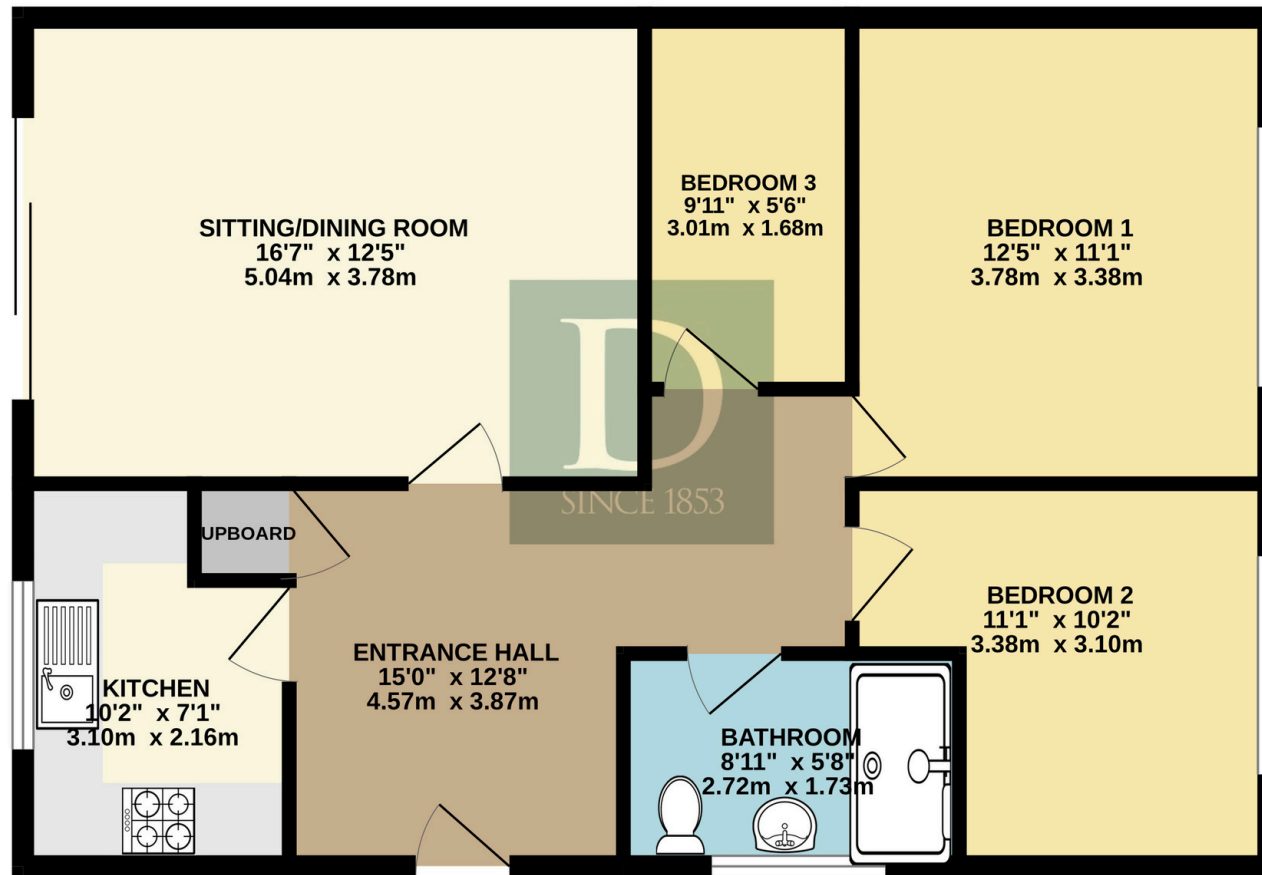 SITTING/DINING ROOM
16'7" x 12'5"
5.04m x 3.78m
BEDROOM 3
9'11" x 5'6"
3.01m x 1.68m
BEDROOM 1
12'5" x 11'1"
3.78m x 3.38m
D
SINCE 1853
UPBOARD
BEDROOM 2
11'1" x 10'2"
3.38m x 3.10m
ENTRANCE HALL
15'0" x 12'8"
4.57m x 3.87m
KITCHEN
10'2" x 7'1"
3.10m x 2.16m
BATHROOM
8'11" x 5'8"
2.72m x 1.73m